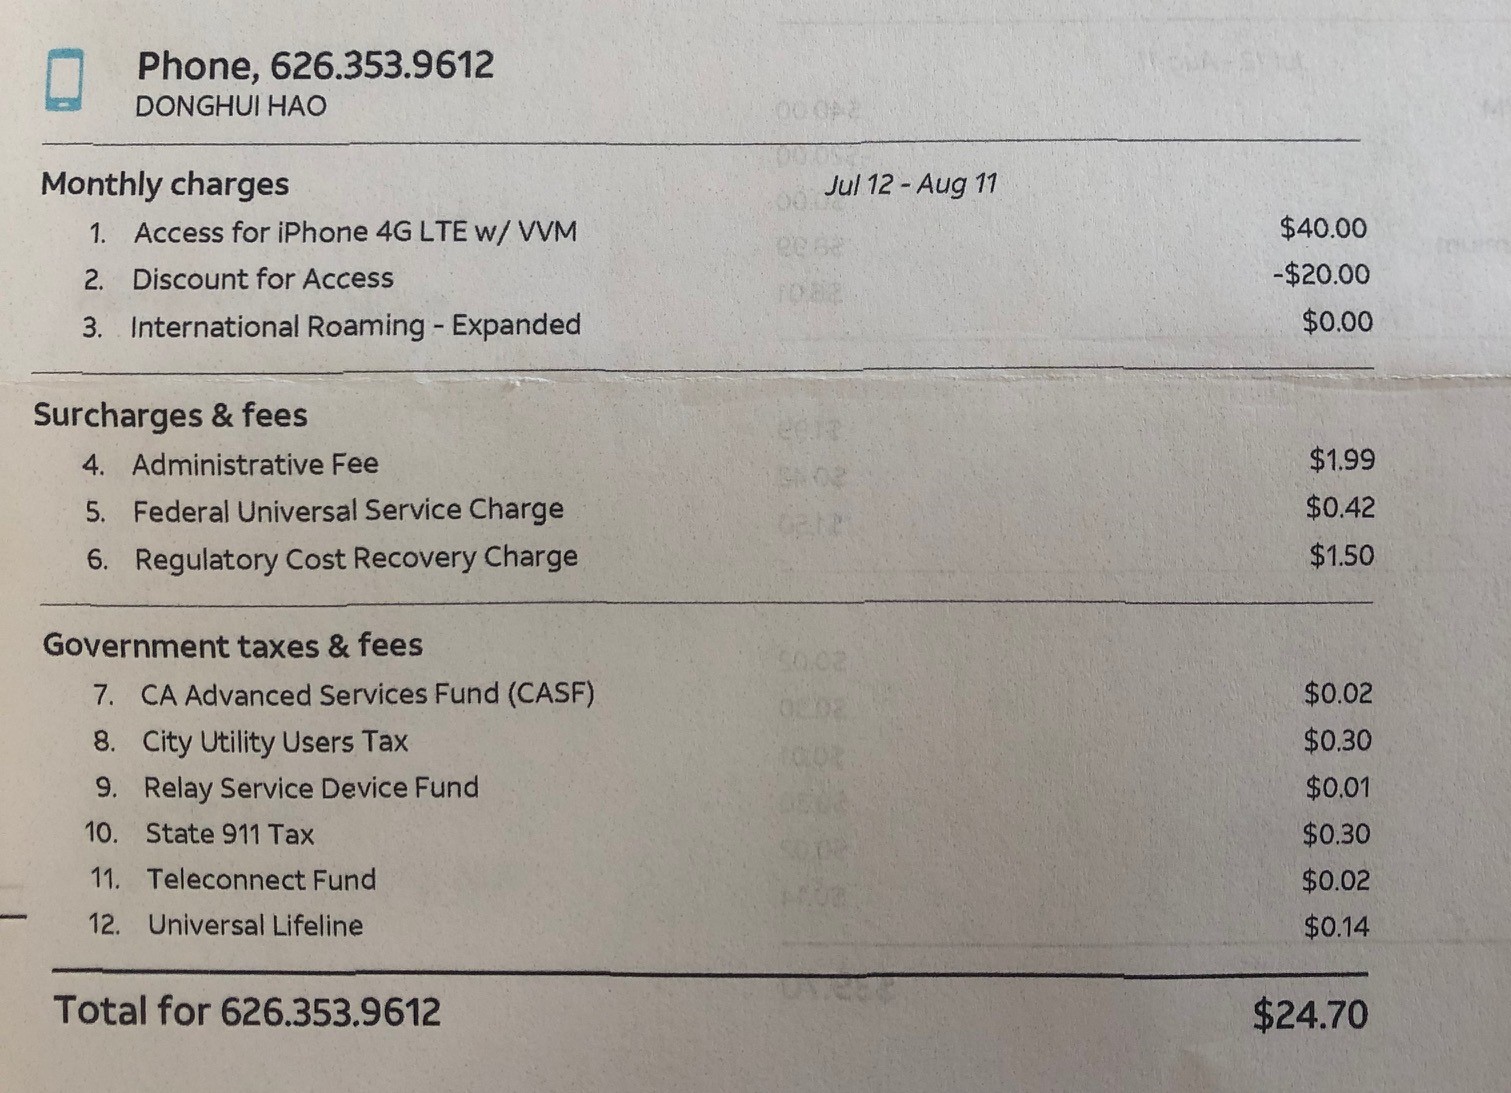 Phone, 626.353.9612
DONGHUI HAO
Monthly charges Jul 12 - Aug 11
1. Access for iPhone 4G LTE w/ VVM $40.00
2. Discount for Access -$20.00
3. International Roaming - Expanded $0.00
Surcharges & fees
4. Administrative Fee $1.99
5. Federal Universal Service Charge $0.42
6. Regulatory Cost Recovery Charge $1.50
Government taxes & fees
7. CA Advanced Services Fund (CASF) $0.02
8. City Utility Users Tax $0.30
9. Relay Service Device Fund $0.01
10. State 911 Tax $0.30
11. Teleconnect Fund $0.02
12. Universal Lifeline $0.14
Total for 626.353.9612 $24.70